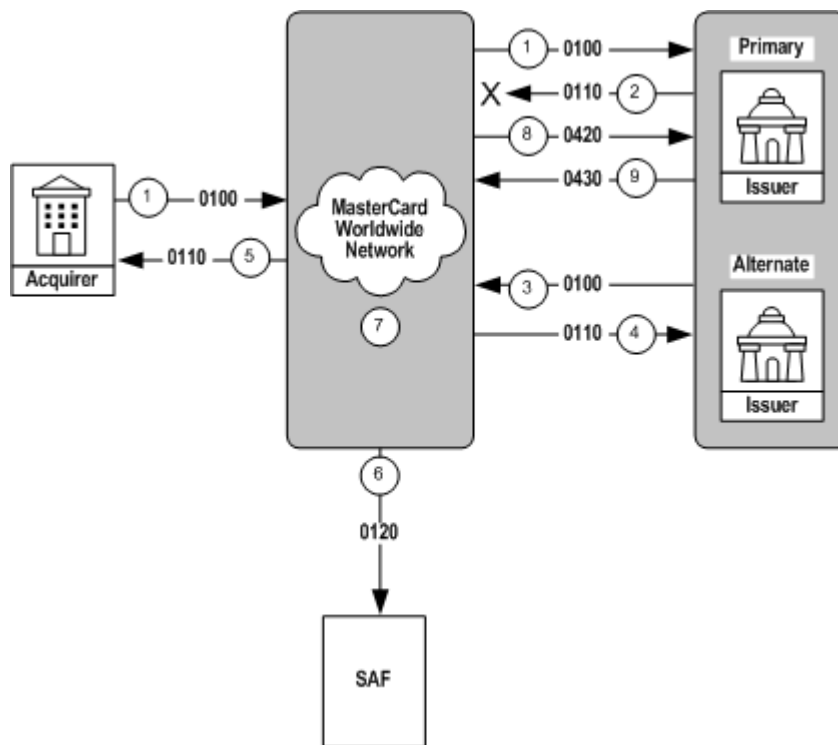 1 0100
Primary
X 0110 2
8 0420
0430 9
Issuer
1 0100
MasterCard
Worldwide
Network
0110 5
Acquirer
Alternate
3 0100
7
0110 4
Issuer
6
0120
SAF